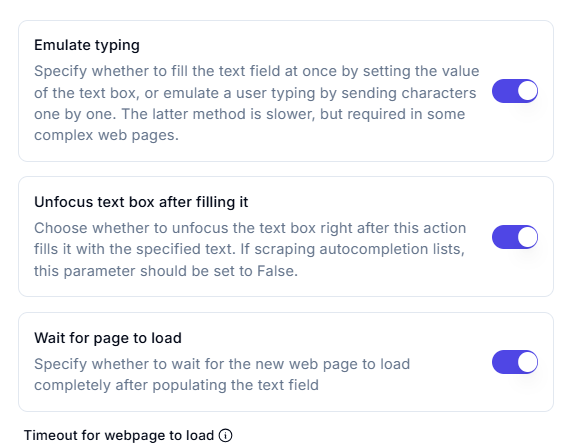 Emulate typing
Specify whether to fill the text field at once by setting the value
of the text box, or emulate a user typing by sending characters
one by one. The latter method is slower, but required in some
complex web pages.
Unfocus text box after filling it
Choose whether to unfocus the text box right after this action
fills it with the specified text. If scraping autocompletion lists,
this parameter should be set to False.
Wait for page to load
Specify whether to wait for the new web page to load
completely after populating the text field
Timeout for webpage to load